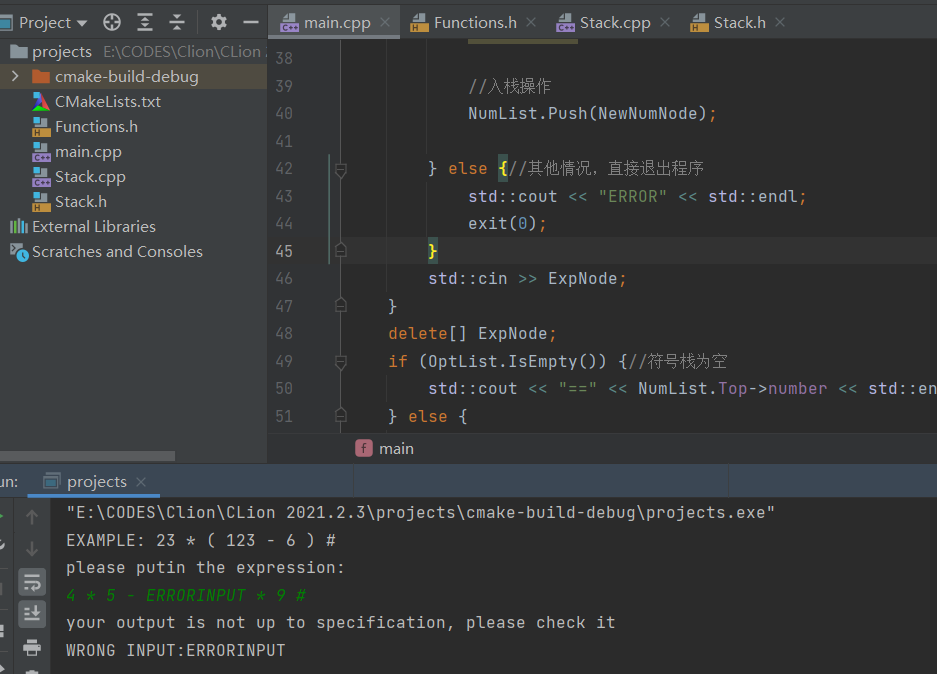 Project main.cpp Functions.h Stack.cpp Stack.h
projects E:\CODES\Clion\CLion 2
cmake-build-debug
CMakeLists.txt
Functions.h
main.cpp
Stack.cpp
Stack.h
External Libraries
Scratches and Consoles
38
39 //入栈操作
40 NumList.Push(NewNumNode);
41
42 } else {//其他情况，直接退出程序
43 std::cout << "ERROR" << std::endl;
44 exit(0);
45 }
46 std::cin >> ExpNode;
47 }
48 delete[] ExpNode;
49 if (OptList.IsEmpty()) {//符号栈为空
50 std::cout << "==" << NumList.Top->number << std::en
51 } else {
f main
un: projects
"E:\CODES\Clion\CLion 2021.2.3\projects\cmake-build-debug\projects.exe"
EXAMPLE: 23 * ( 123 - 6 ) #
please putin the expression:
4 * 5 - ERRORINPUT * 9 #
your output is not up to specification, please check it
WRONG INPUT:ERRORINPUT